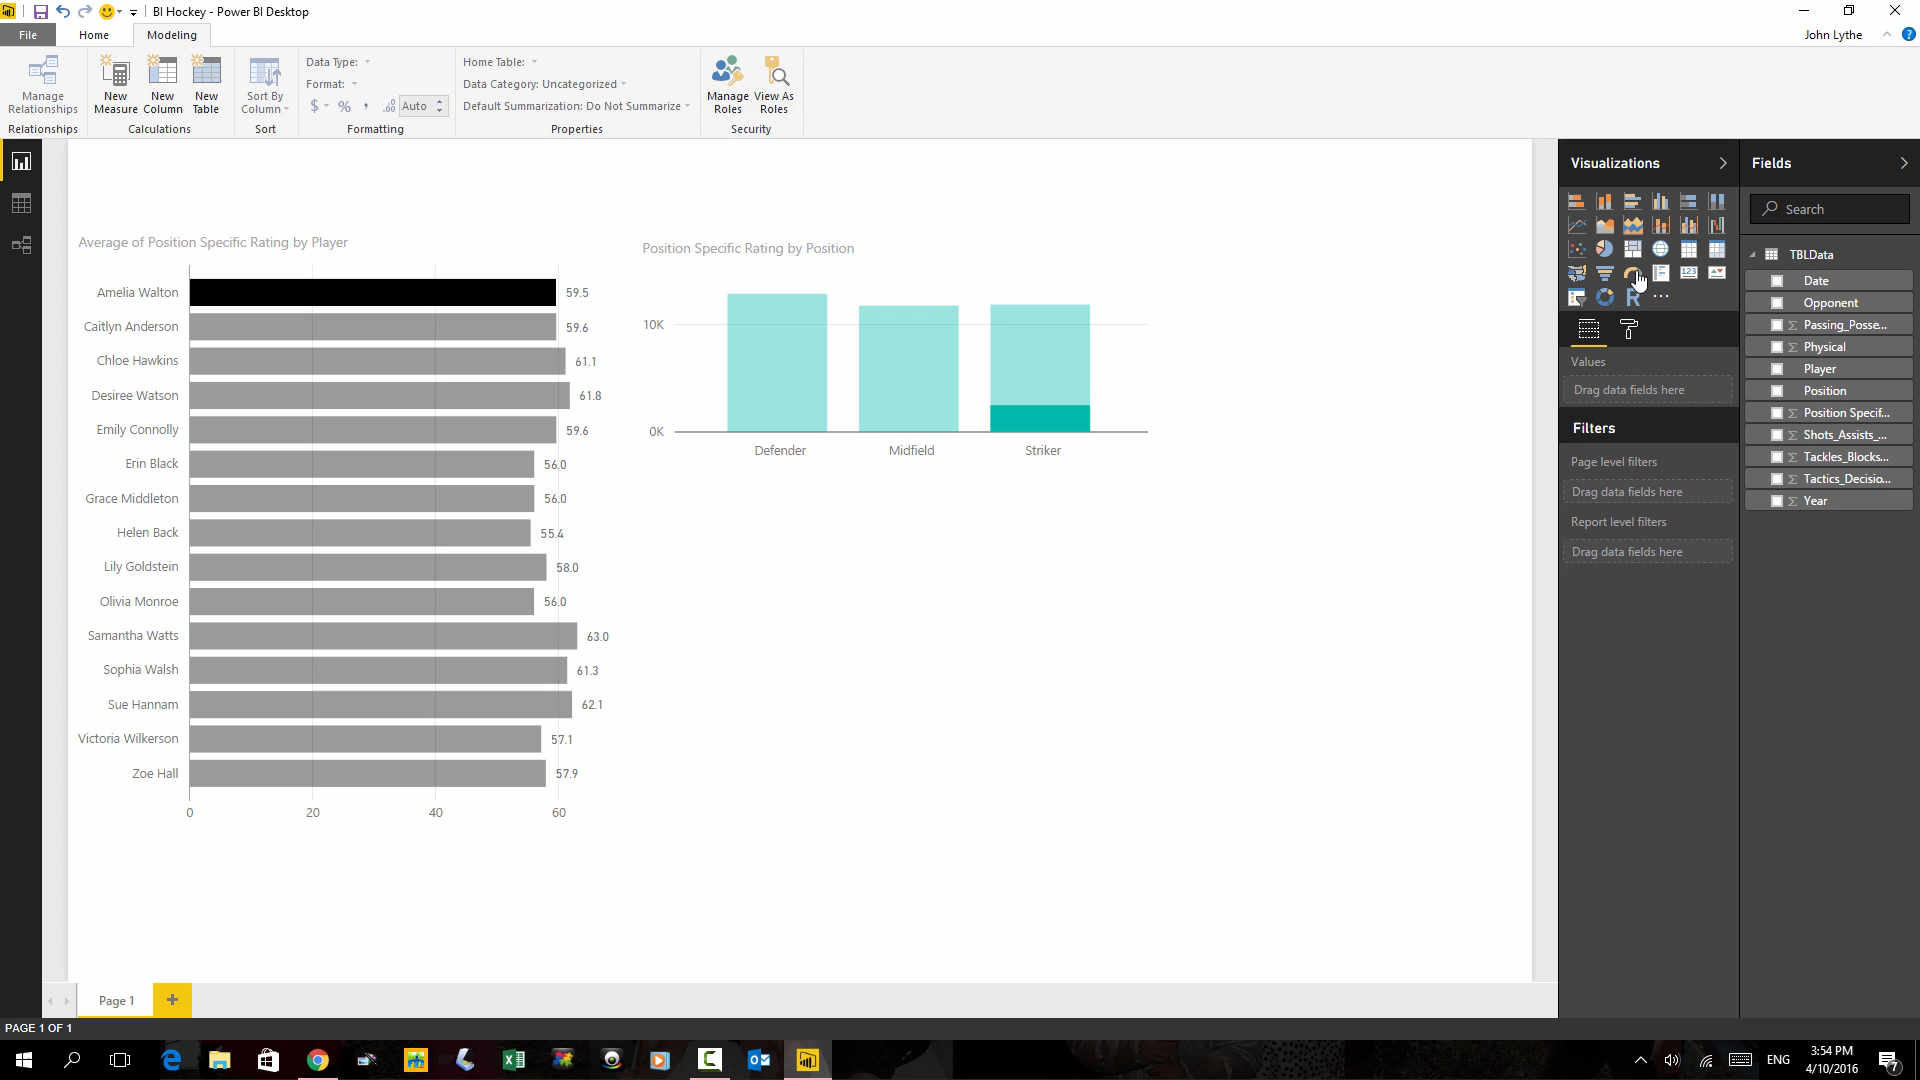 BI Hockey - Power BI Desktop
File
Home
Modeling
John Lythe
Manage Relationships
Relationships
New Measure
New Column
New Table
Calculations
Sort By Column
Sort
Data Type:
Format:
$ % , .00 Auto
Formatting
Home Table:
Data Category: Uncategorized
Default Summarization: Do Not Summarize
Properties
Manage Roles
View As Roles
Security
Average of Position Specific Rating by Player
Amelia Walton 59.5
Caitlyn Anderson 59.6
Chloe Hawkins 61.1
Desiree Watson 61.8
Emily Connolly 59.6
Erin Black 56.0
Grace Middleton 56.0
Helen Back 55.4
Lily Goldstein 58.0
Olivia Monroe 56.0
Samantha Watts 63.0
Sophia Walsh 61.3
Sue Hannam 62.1
Victoria Wilkerson 57.1
Zoe Hall 57.9
0 20 40 60
Position Specific Rating by Position
10K
0K
Defender Midfield Striker
Visualizations
123
R
Values
Drag data fields here
Filters
Page level filters
Drag data fields here
Report level filters
Drag data fields here
Fields
Search
TBLData
Date
Opponent
Σ Passing_Posse...
Σ Physical
Player
Position
Σ Position Specif...
Σ Shots_Assists_...
Σ Tackles_Blocks...
Σ Tactics_Decisio...
Σ Year
Page 1
+
PAGE 1 OF 1
ENG
3:54 PM
4/10/2016
7